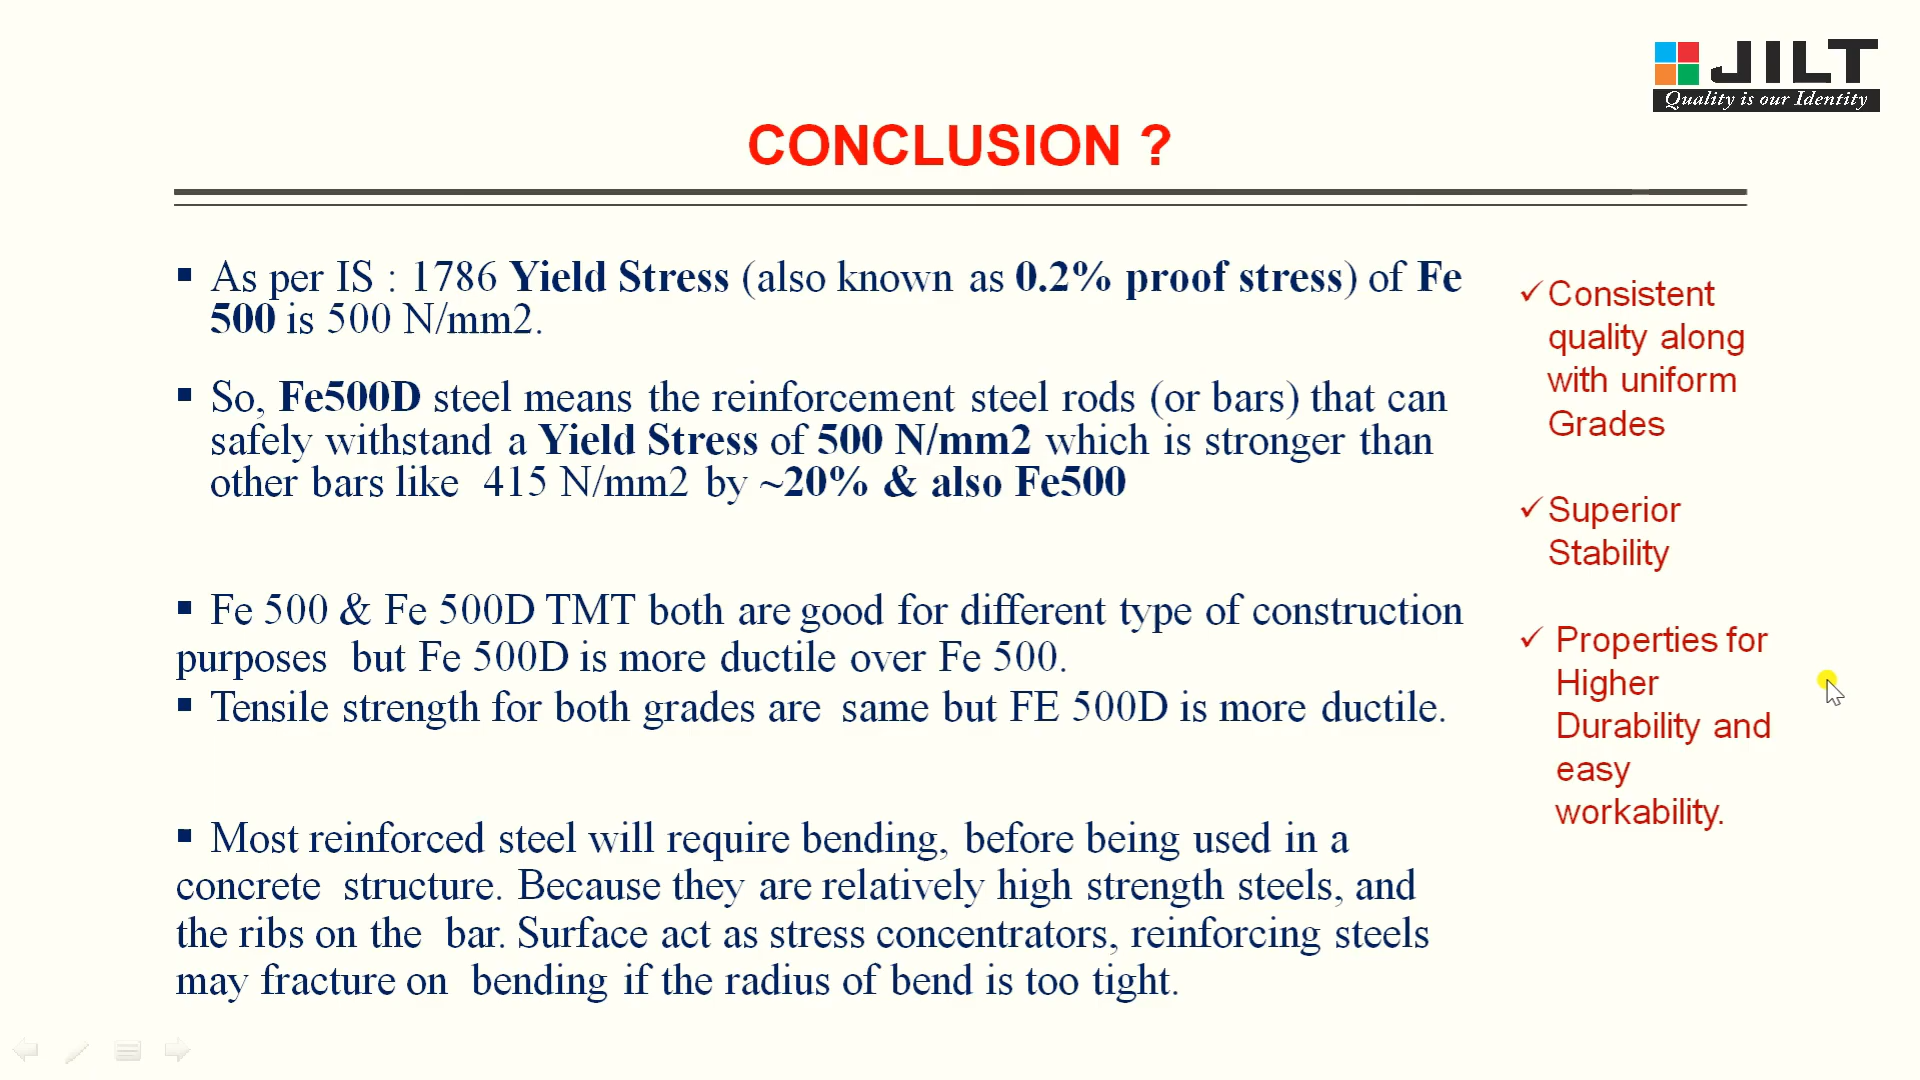 JILT
Quality is our Identity
CONCLUSION ?
▪ As per IS : 1786 Yield Stress (also known as 0.2% proof stress) of Fe
500 is 500 N/mm2.
▪ So, Fe500D steel means the reinforcement steel rods (or bars) that can
safely withstand a Yield Stress of 500 N/mm2 which is stronger than
other bars like 415 N/mm2 by ~20% & also Fe500
▪ Fe 500 & Fe 500D TMT both are good for different type of construction
purposes but Fe 500D is more ductile over Fe 500.
▪ Tensile strength for both grades are same but FE 500D is more ductile.
▪ Most reinforced steel will require bending, before being used in a
concrete structure. Because they are relatively high strength steels, and
the ribs on the bar. Surface act as stress concentrators, reinforcing steels
may fracture on bending if the radius of bend is too tight.
✓ Consistent
quality along
with uniform
Grades
✓ Superior
Stability
✓ Properties for
Higher
Durability and
easy
workability.